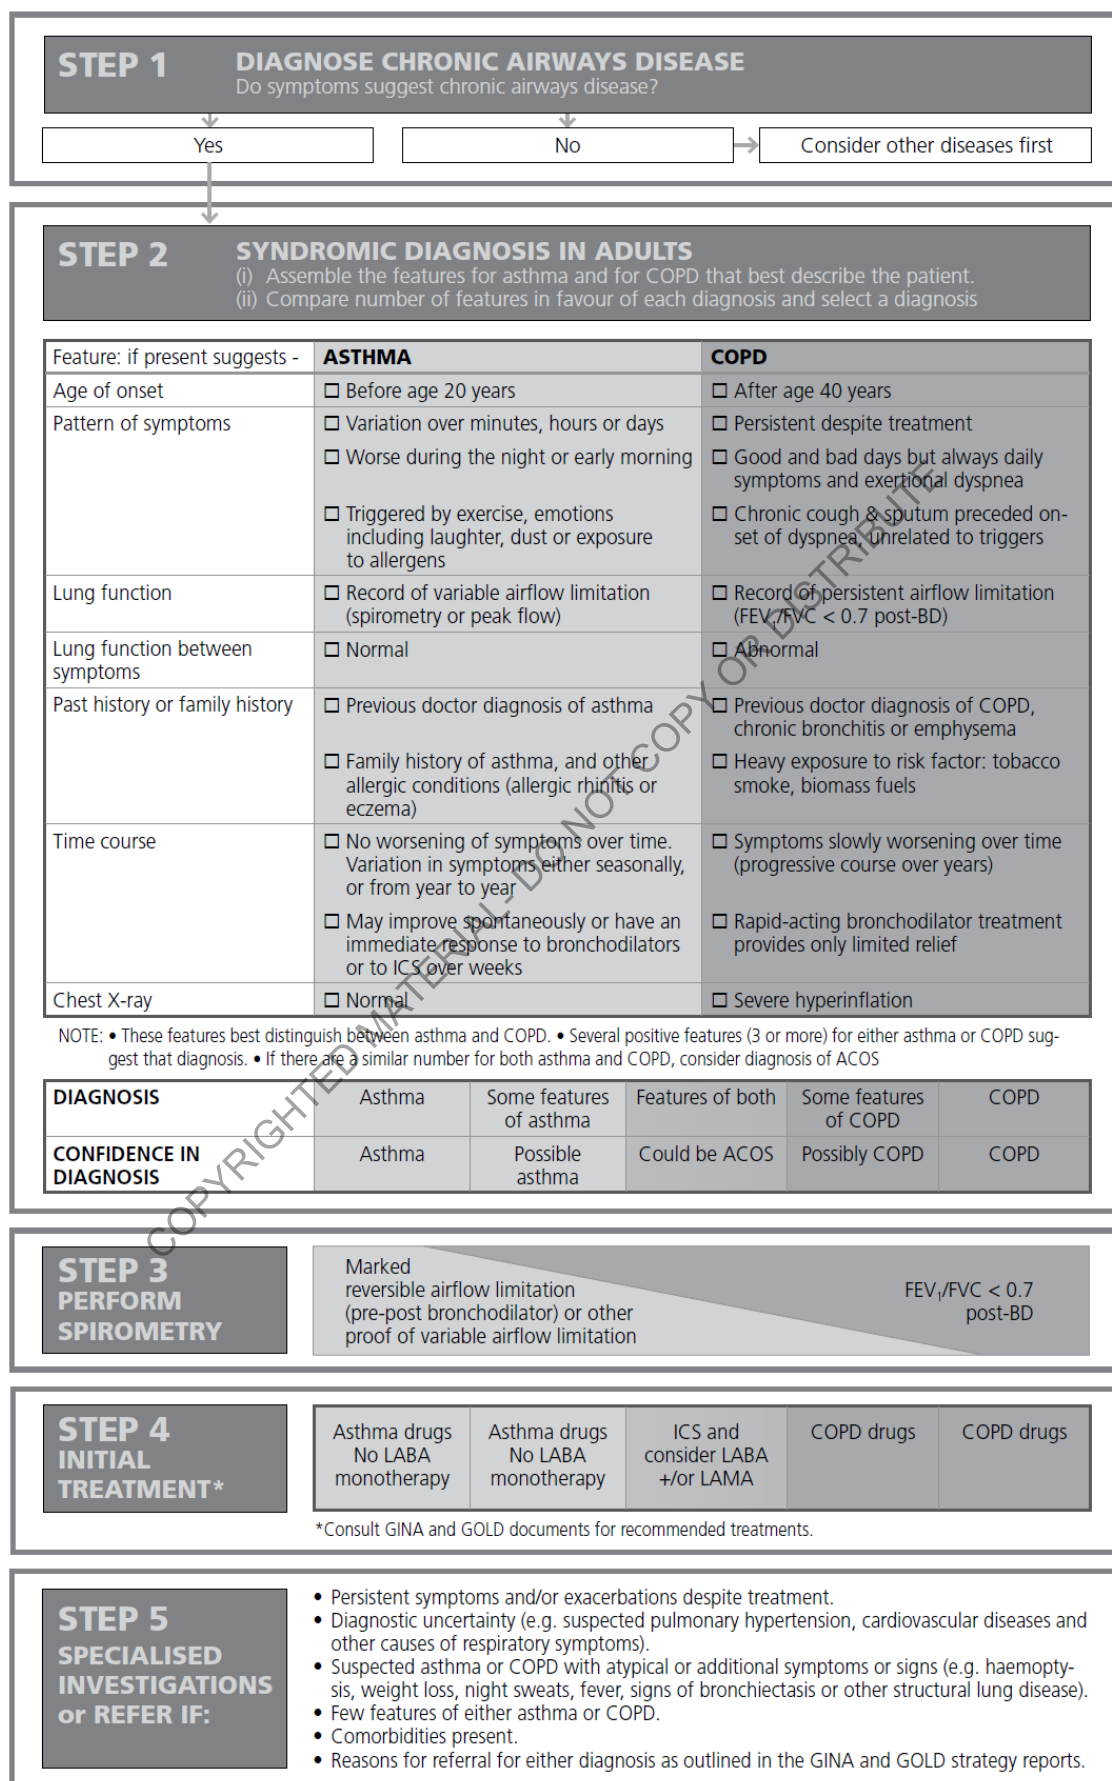 STEP 1
DIAGNOSE CHRONIC AIRWAYS DISEASE
Do symptoms suggest chronic airways disease?
Yes
No
Consider other diseases first
STEP 2
SYNDROMIC DIAGNOSIS IN ADULTS
(i) Assemble the features for asthma and for COPD that best describe the patient.
(ii) Compare number of features in favour of each diagnosis and select a diagnosis
Feature: if present suggests -
ASTHMA
COPD
Age of onset
□ Before age 20 years
□ After age 40 years
Pattern of symptoms
□ Variation over minutes, hours or days
□ Persistent despite treatment
□ Worse during the night or early morning
□ Good and bad days but always daily
symptoms and exertional dyspnea
□ Triggered by exercise, emotions
including laughter, dust or exposure
to allergens
□ Chronic cough & sputum preceded on-
set of dyspnea, unrelated to triggers
Lung function
□ Record of variable airflow limitation
(spirometry or peak flow)
□ Record of persistent airflow limitation
(FEV₁/FVC < 0.7 post-BD)
Lung function between
symptoms
□ Normal
□ Abnormal
Past history or family history
□ Previous doctor diagnosis of asthma
□ Previous doctor diagnosis of COPD,
chronic bronchitis or emphysema
□ Family history of asthma, and other
allergic conditions (allergic rhinitis or
eczema)
□ Heavy exposure to risk factor: tobacco
smoke, biomass fuels
Time course
□ No worsening of symptoms over time.
Variation in symptoms either seasonally,
or from year to year
□ Symptoms slowly worsening over time
(progressive course over years)
□ May improve spontaneously or have an
immediate response to bronchodilators
or to ICS over weeks
□ Rapid-acting bronchodilator treatment
provides only limited relief
Chest X-ray
□ Normal
□ Severe hyperinflation
NOTE: • These features best distinguish between asthma and COPD. • Several positive features (3 or more) for either asthma or COPD sug-
gest that diagnosis. • If there are a similar number for both asthma and COPD, consider diagnosis of ACOS
DIAGNOSIS
Asthma
Some features
of asthma
Features of both
Some features
of COPD
COPD
CONFIDENCE IN
DIAGNOSIS
Asthma
Possible
asthma
Could be ACOS
Possibly COPD
COPD
STEP 3
PERFORM
SPIROMETRY
Marked
reversible airflow limitation
(pre-post bronchodilator) or other
proof of variable airflow limitation
FEV₁/FVC < 0.7
post-BD
STEP 4
INITIAL
TREATMENT*
Asthma drugs
No LABA
monotherapy
Asthma drugs
No LABA
monotherapy
ICS and
consider LABA
+/or LAMA
COPD drugs
COPD drugs
*Consult GINA and GOLD documents for recommended treatments.
STEP 5
SPECIALISED
INVESTIGATIONS
or REFER IF:
• Persistent symptoms and/or exacerbations despite treatment.
• Diagnostic uncertainty (e.g. suspected pulmonary hypertension, cardiovascular diseases and
other causes of respiratory symptoms).
• Suspected asthma or COPD with atypical or additional symptoms or signs (e.g. haempty-
sis, weight loss, night sweats, fever, signs of bronchiectasis or other structural lung disease).
• Few features of either asthma or COPD.
• Comorbidities present.
• Reasons for referral for either diagnosis as outlined in the GINA and GOLD strategy reports.
COPYRIGHTED MATERIAL- DO NOT COPY OR DISTRIBUTE